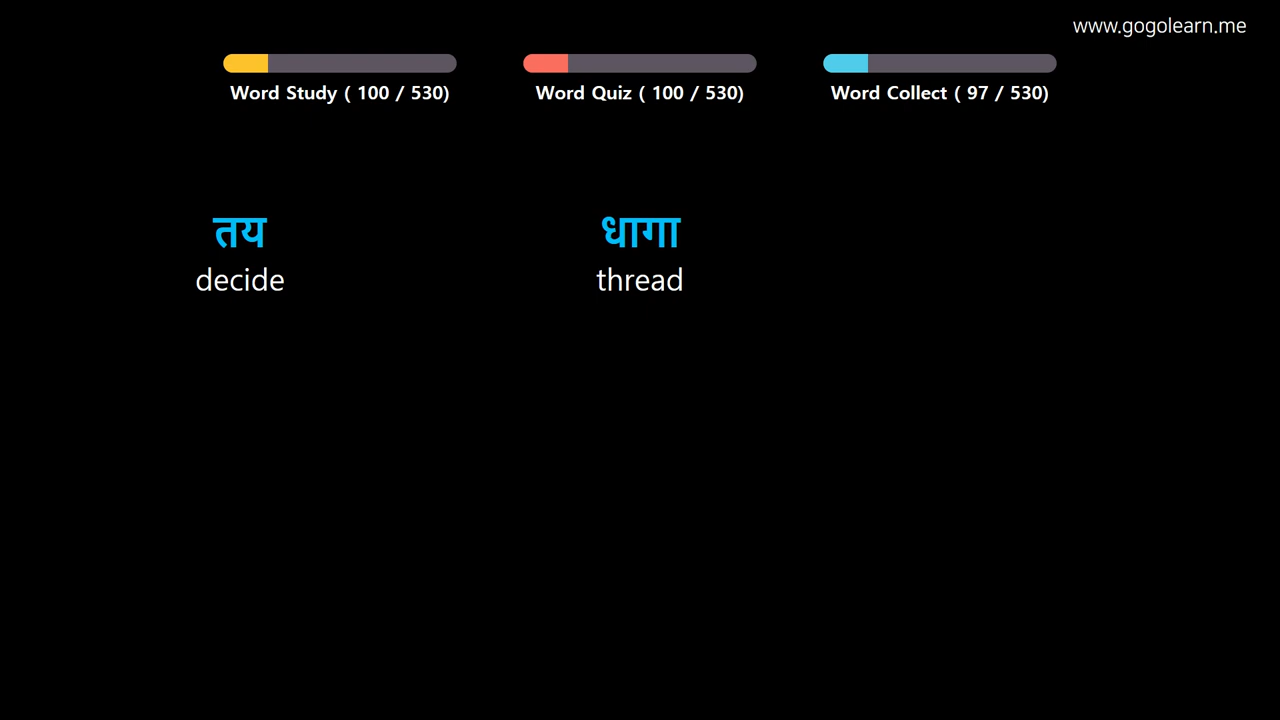 www.gogolearn.me
Word Study ( 100 / 530)
Word Quiz ( 100 / 530)
Word Collect ( 97 / 530)
तय
decide
धागा
thread